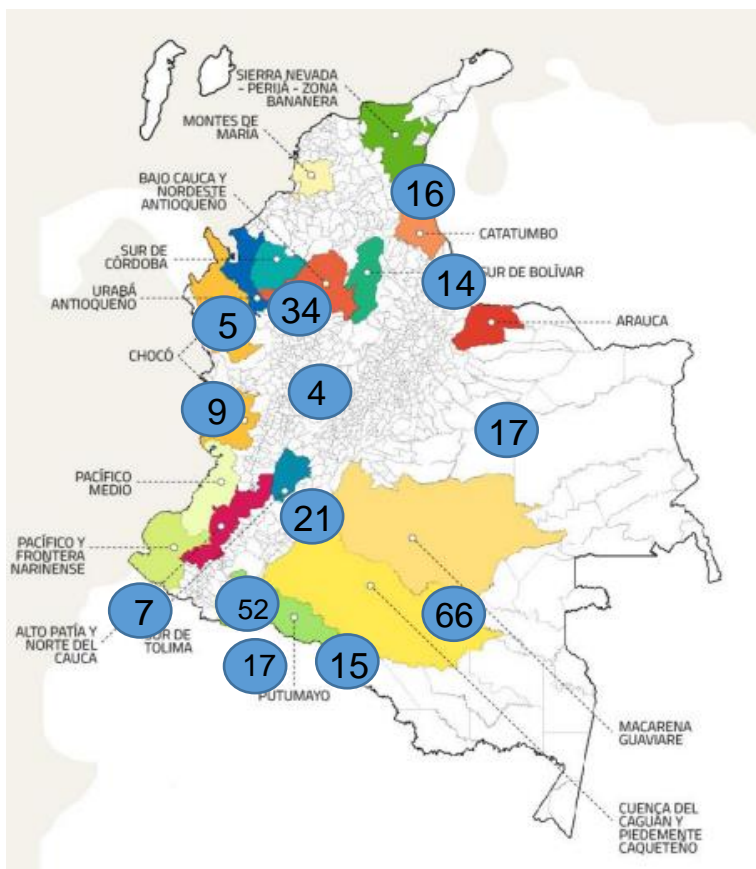 SIERRA NEVADA
- PERIJÁ - ZONA
BANANERA
MONTES DE
MARÍA
BAJO CAUCA Y
NORDESTE
ANTIOQUEÑO
16
CATATUMBO
SUR DE
CÓRDOBA
14
SUR DE BOLÍVAR
URABÁ
ANTIOQUEÑO
34
5
ARAUCA
CHOCÓ
4
9
17
PACÍFICO
MEDIO
21
PACÍFICO Y
FRONTERA
NARIÑENSE
7
52
66
ALTO PATÍA Y
NORTE DEL
CAUCA
SUR DE
TOLIMA
17
15
PUTUMAYO
MACARENA
GUAVIARE
CUENCA DEL
CAGUÁN Y
PIEDEMENTE
CAQUETEÑO